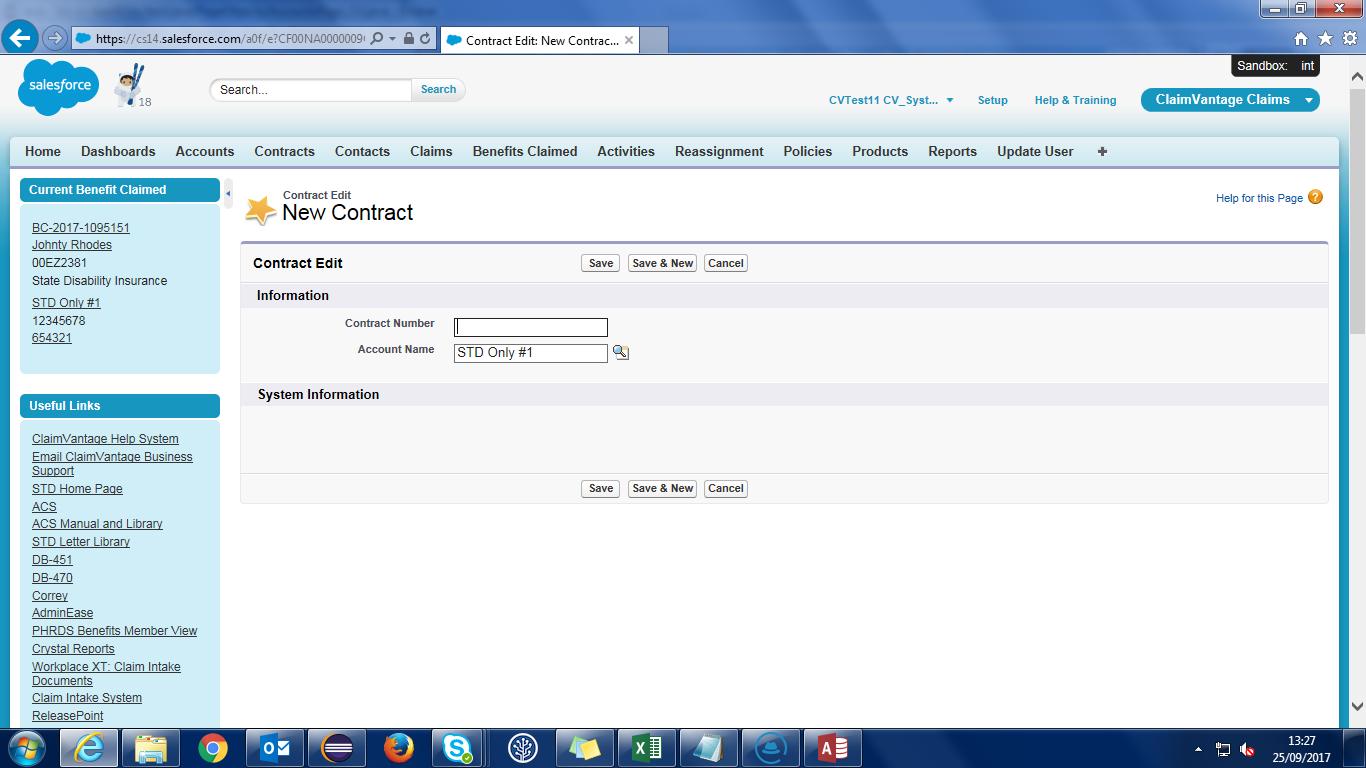 https://cs14.salesforce.com/a0f/e?CF00NA0000009
Contract Edit: New Contrac...
Sandbox: int
salesforce
18
Search...
Search
CVTest11 CV_Syst...
Setup
Help & Training
ClaimVantage Claims
Home Dashboards Accounts Contracts Contacts Claims Benefits Claimed Activities Reassignment Policies Products Reports Update User +
Current Benefit Claimed
BC-2017-1095151
Johnty Rhodes
00EZ2381
State Disability Insurance
STD Only #1
12345678
654321
Useful Links
ClaimVantage Help System
Email ClaimVantage Business
Support
STD Home Page
ACS
ACS Manual and Library
STD Letter Library
DB-451
DB-470
Correy
AdminEase
PHRDS Benefits Member View
Crystal Reports
Workplace XT: Claim Intake
Documents
Claim Intake System
ReleasePoint
Contract Edit
New Contract
Help for this Page
Contract Edit
Save Save & New Cancel
Information
Contract Number
Account Name STD Only #1
System Information
Save Save & New Cancel
13:27
25/09/2017